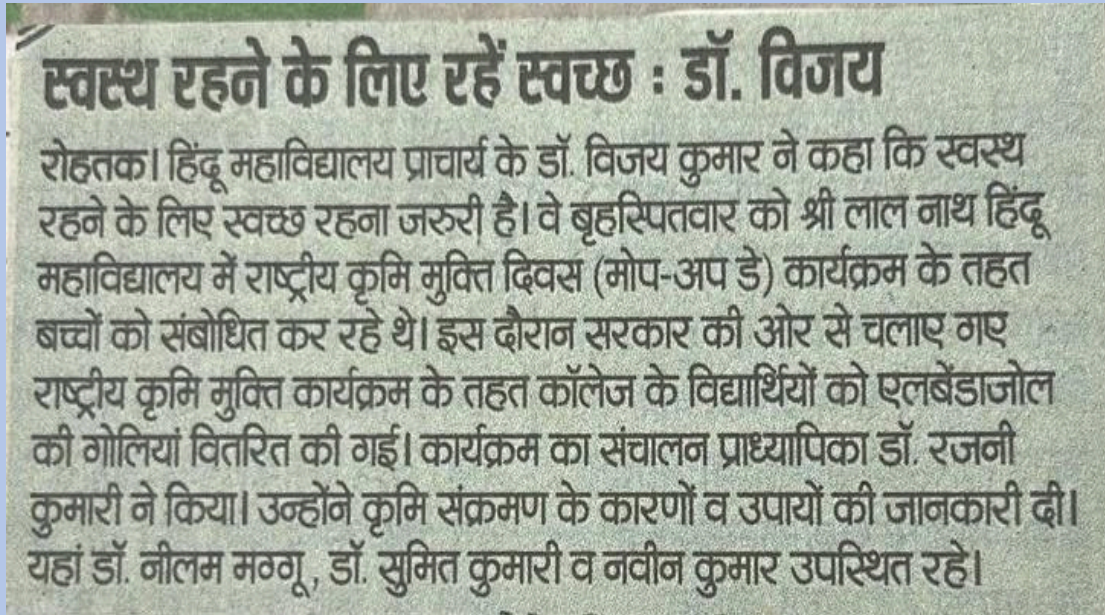 स्वस्थ रहने के लिए रहें स्वच्छ : डॉ. विजय
रोहतक। हिंदू महाविद्यालय प्राचार्य के डॉ. विजय कुमार ने कहा कि स्वस्थ
रहने के लिए स्वच्छ रहना जरुरी है। वे बृहस्पितवार को श्री लाल नाथ हिंदू
महाविद्यालय में राष्ट्रीय कृमि मुक्ति दिवस (मोप-अप डे) कार्यक्रम के तहत
बच्चों को संबोधित कर रहे थे। इस दौरान सरकार की ओर से चलाए गए
राष्ट्रीय कृमि मुक्ति कार्यक्रम के तहत कॉलेज के विद्यार्थियों को एलबेंडाजोल
की गोलियां वितरित की गई। कार्यक्रम का संचालन प्राध्यापिका डॉ. रजनी
कुमारी ने किया। उन्होंने कृमि संक्रमण के कारणों व उपायों की जानकारी दी।
यहां डॉ. नीलम मग्गू, डॉ. सुमित कुमारी व नवीन कुमार उपस्थित रहे।